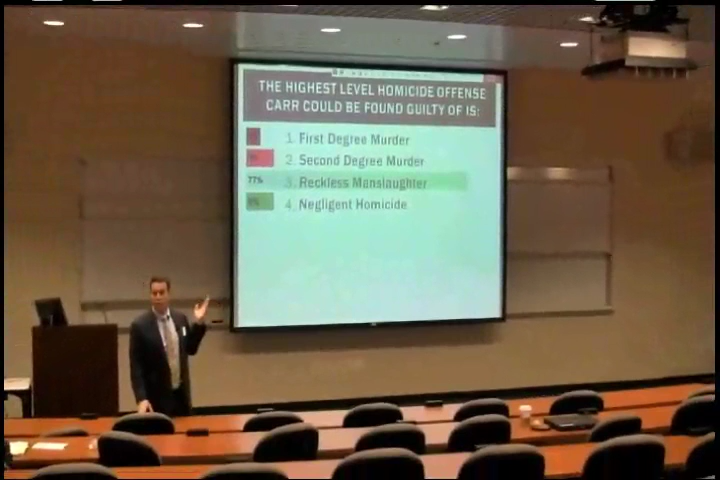 THE HIGHEST LEVEL HOMICIDE OFFENSE
CARR COULD BE FOUND GUILTY OF IS:
1. First Degree Murder
2. Second Degree Murder
77% 3. Reckless Manslaughter
4. Negligent Homicide